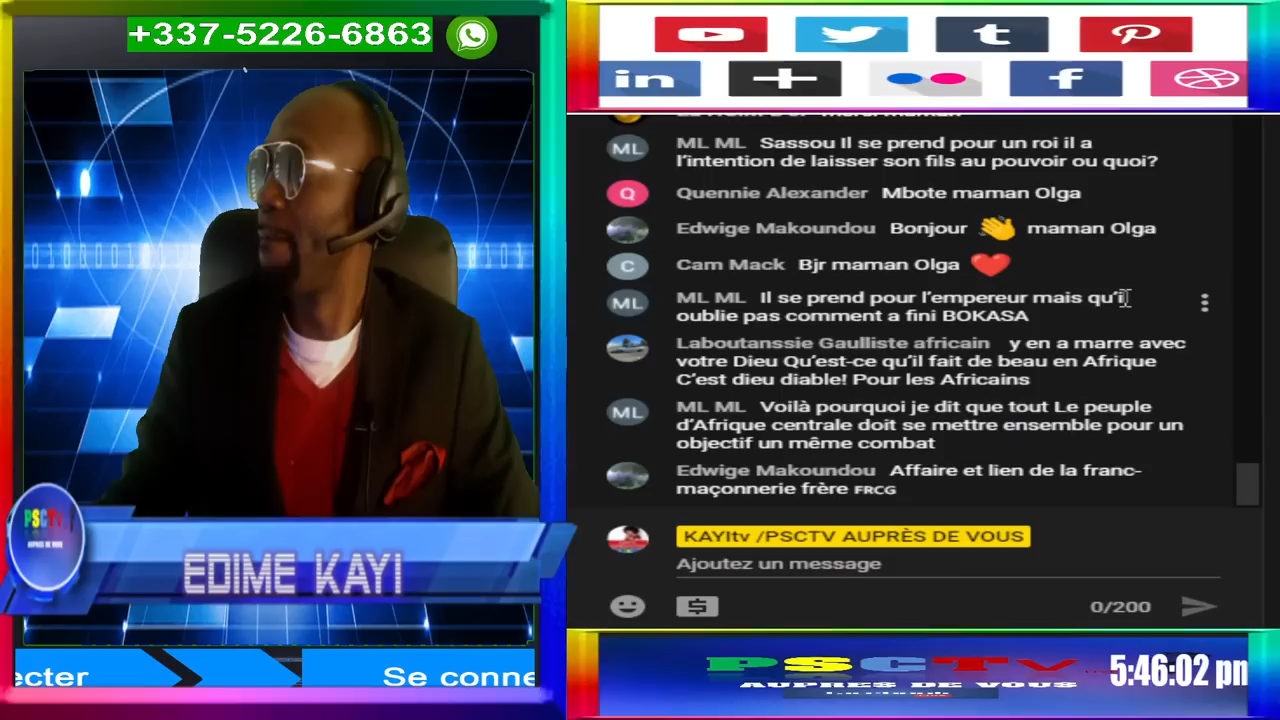 +337-5226-6863
ML ML Sassou Il se prend pour un roi il a
l'intention de laisser son fils au pouvoir ou quoi?
Quennie Alexander Mbote maman Olga
Edwige Makoundou Bonjour 👋 maman Olga
Cam Mack Bjr maman Olga ❤️
ML ML Il se prend pour l'empereur mais qu'il
oublie pas comment a fini BOKASA
Laboutanssie Gaulliste africain y en a marre avec
votre Dieu Qu'est-ce qu'il fait de beau en Afrique
C'est dieu diable! Pour les Africains
ML ML Voilà pourquoi je dit que tout Le peuple
d'Afrique centrale doit se mettre ensemble pour un
objectif un même combat
Edwige Makoundou Affaire et lien de la franc-
maçonnerie frère FRCG
KAYItv /PSCTV AUPRÈS DE VOUS
Ajoutez un message
0/200
PSCTV
AUPRES DE VOUS
EDIME KAYI
ecter
Se conne
PSCTV
AUPRES DE VOUS
5:46:02 pm